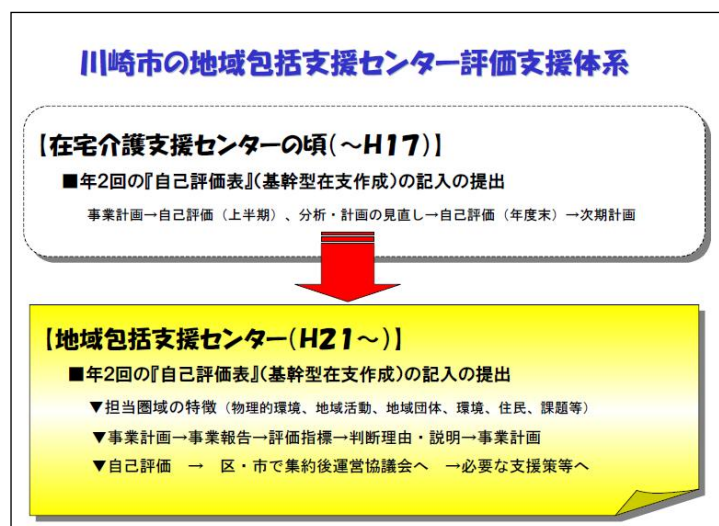 川崎市の地域包括支援センター評価支援体系
【在宅介護支援センターの頃(～H17)】
■年2回の『自己評価表』(基幹型在支作成)の記入の提出
事業計画→自己評価（上半期）、分析・計画の見直し→自己評価（年度末）→次期計画
【地域包括支援センター(H21～)】
■年2回の『自己評価表』(基幹型在支作成)の記入の提出
▼担当圏域の特徴（物理的環境、地域活動、地域団体、環境、住民、課題等）
▼事業計画→事業報告→評価指標→判断理由・説明→事業計画
▼自己評価　→　区・市で集約後運営協議会へ　→必要な支援策等へ